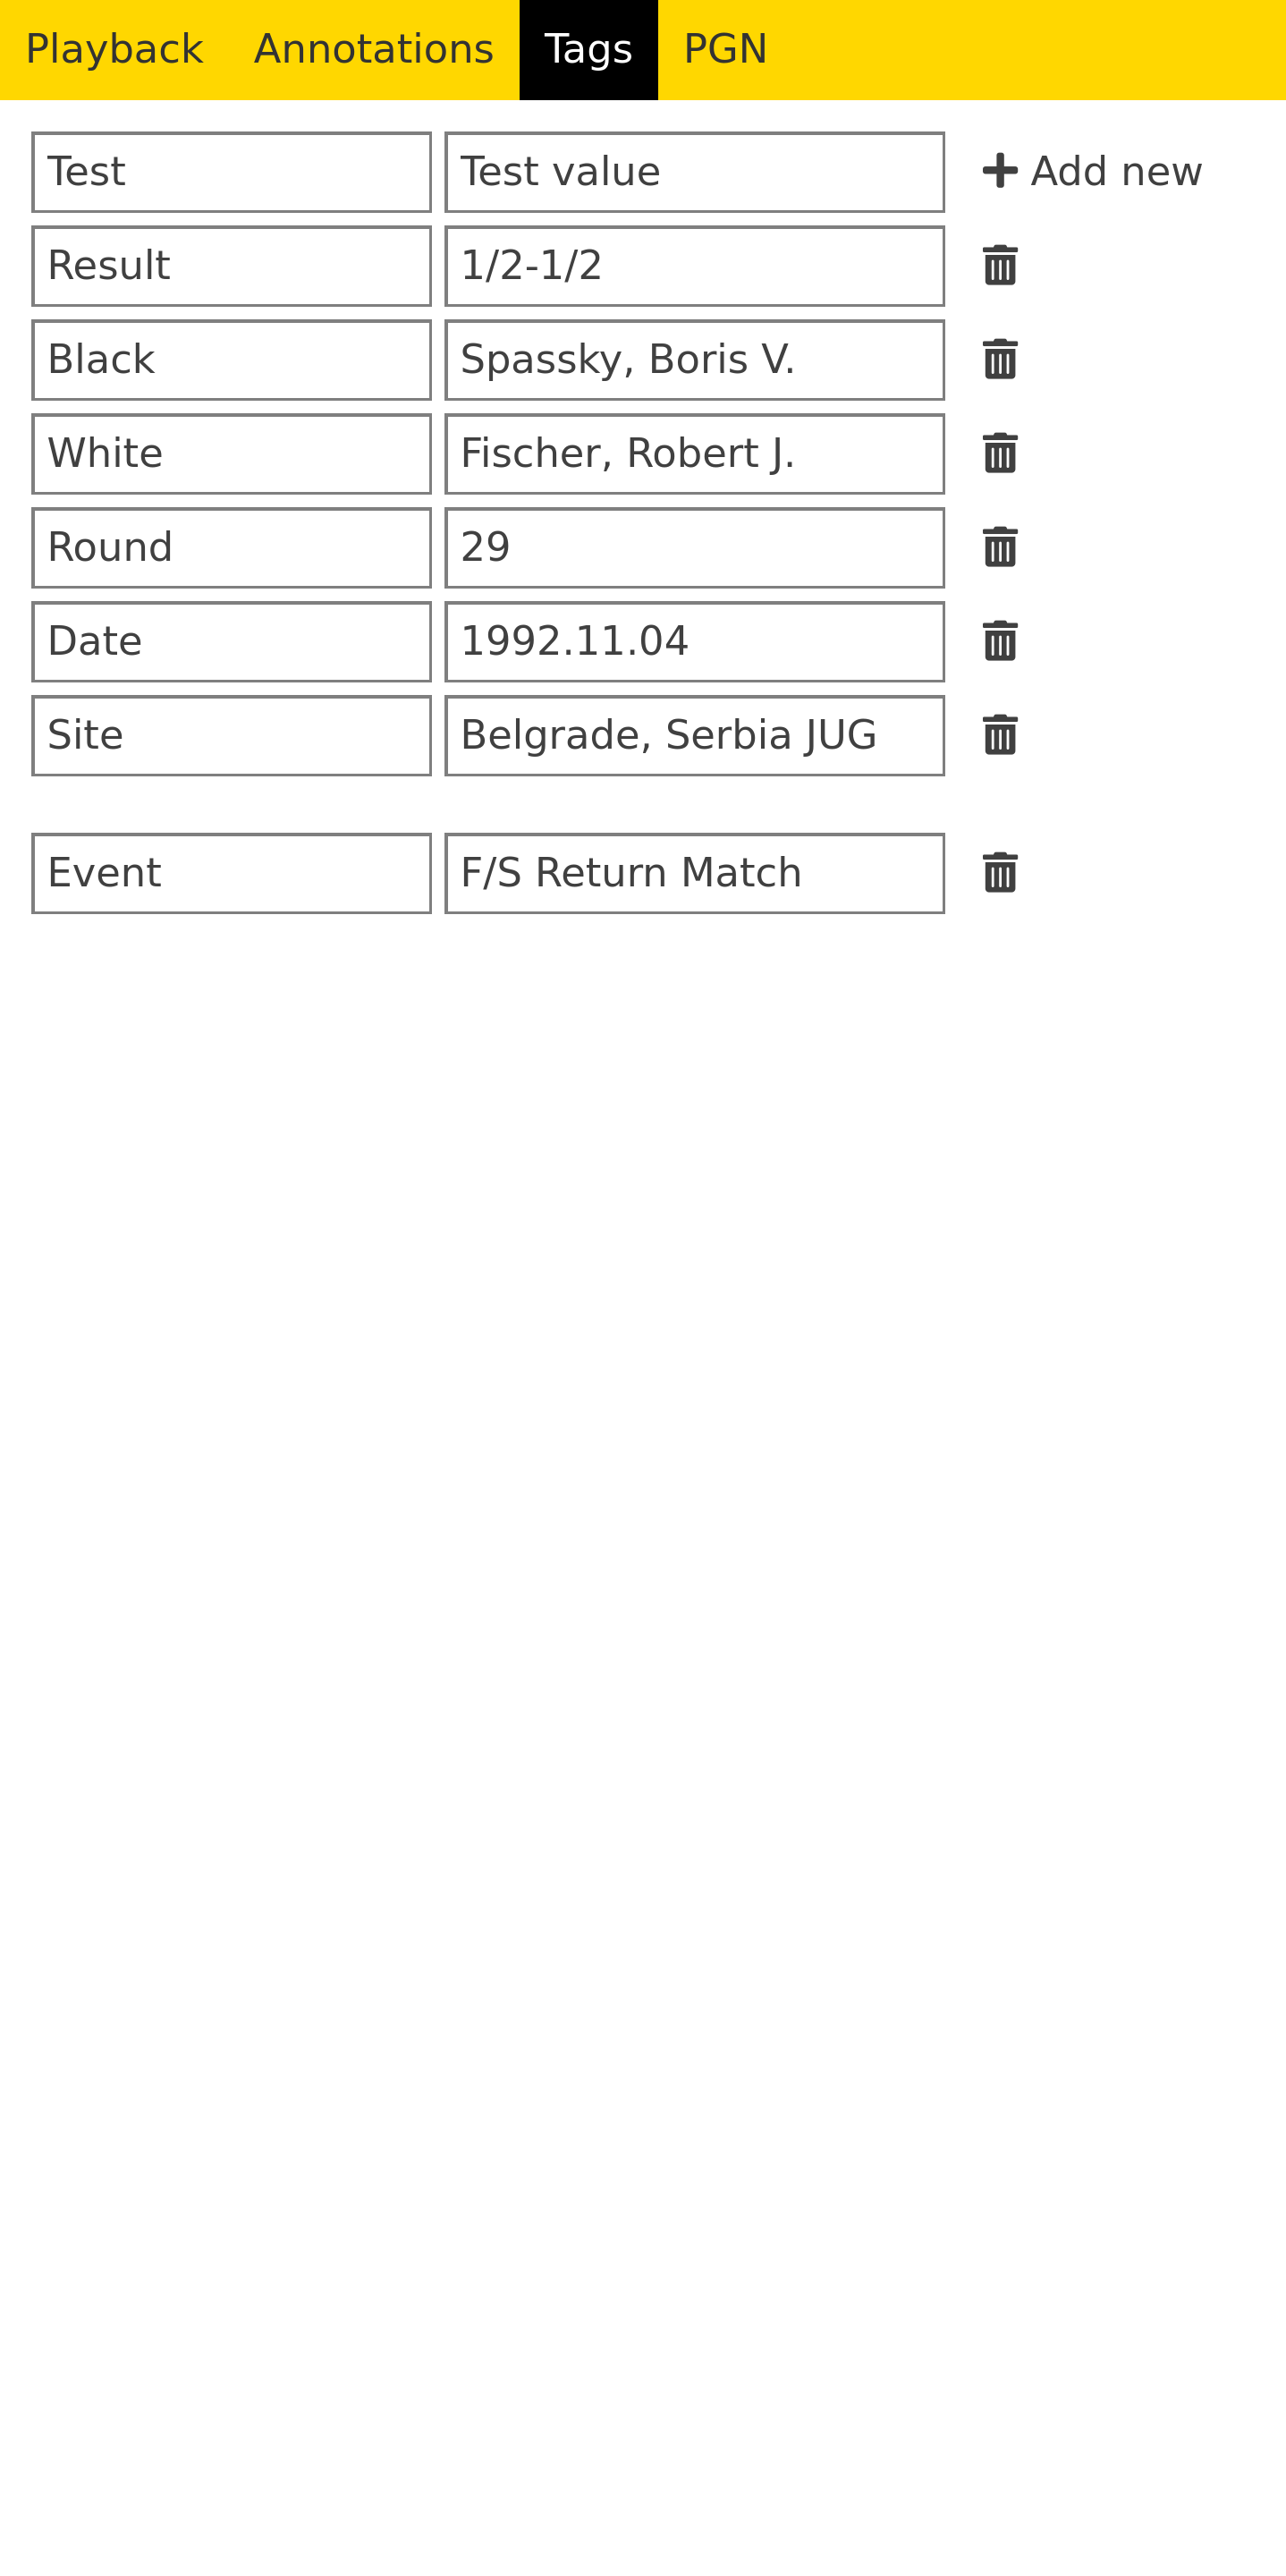 Playback Annotations Tags PGN
Test Test value Add new
Result 1/2-1/2
Black Spassky, Boris V.
White Fischer, Robert J.
Round 29
Date 1992.11.04
Site Belgrade, Serbia JUG
Event F/S Return Match